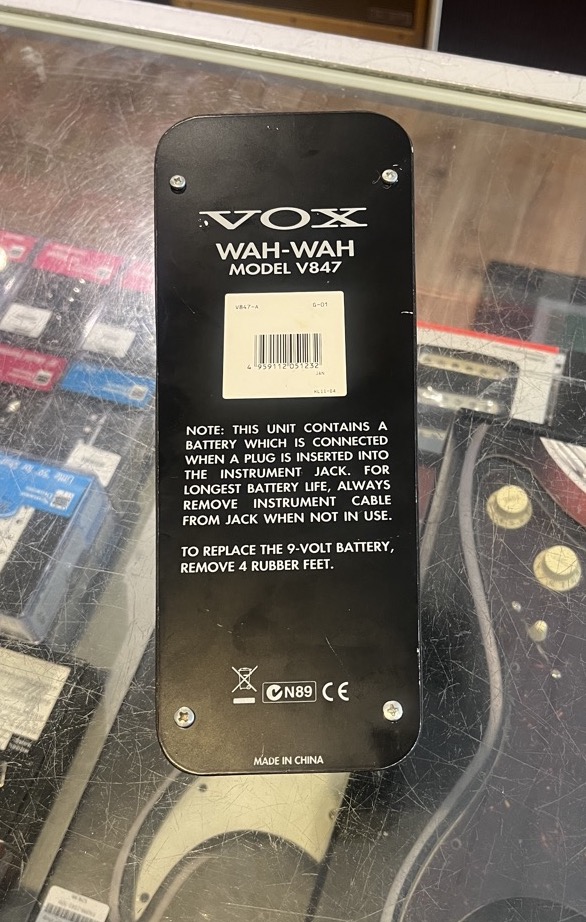 VOX
WAH-WAH
MODEL V847
V847-A G-01
4 959112 051232
JAN
NOTE: THIS UNIT CONTAINS A
BATTERY WHICH IS CONNECTED
WHEN A PLUG IS INSERTED INTO
THE INSTRUMENT JACK. FOR
LONGEST BATTERY LIFE, ALWAYS
REMOVE INSTRUMENT CABLE
FROM JACK WHEN NOT IN USE.
TO REPLACE THE 9-VOLT BATTERY,
REMOVE 4 RUBBER FEET.
N89 CE
MADE IN CHINA